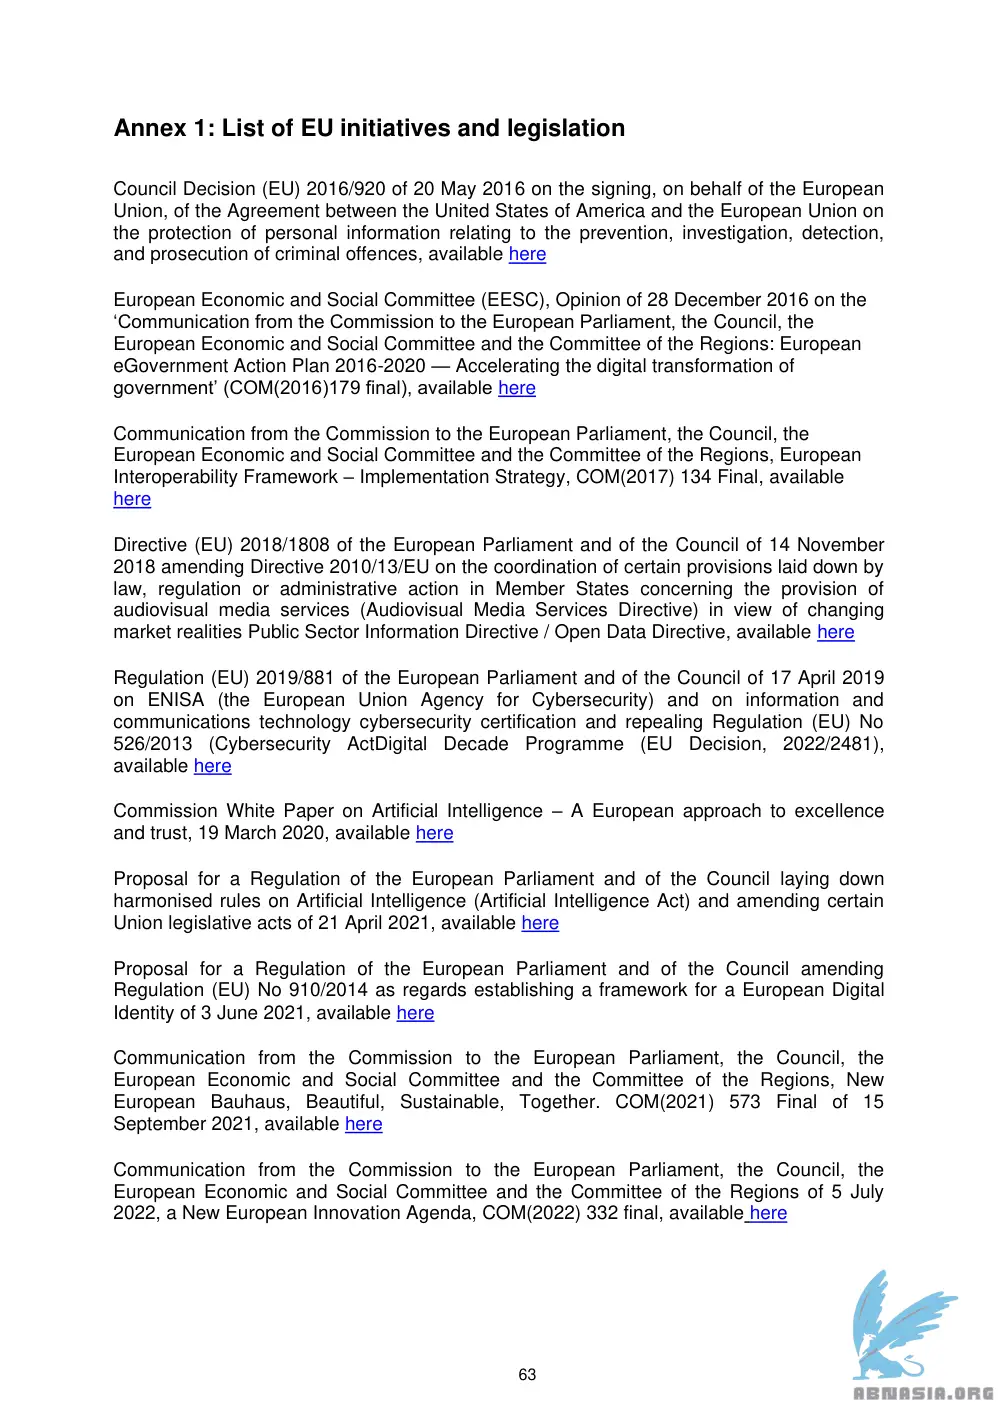 Annex 1: List of EU initiatives and legislation
Council Decision (EU) 2016/920 of 20 May 2016 on the signing, on behalf of the European
Union, of the Agreement between the United States of America and the European Union on
the protection of personal information relating to the prevention, investigation, detection,
and prosecution of criminal offences, available here
European Economic and Social Committee (EESC), Opinion of 28 December 2016 on the
‘Communication from the Commission to the European Parliament, the Council, the
European Economic and Social Committee and the Committee of the Regions: European
eGovernment Action Plan 2016-2020 — Accelerating the digital transformation of
government’ (COM(2016)179 final), available here
Communication from the Commission to the European Parliament, the Council, the
European Economic and Social Committee and the Committee of the Regions, European
Interoperability Framework – Implementation Strategy, COM(2017) 134 Final, available
here
Directive (EU) 2018/1808 of the European Parliament and of the Council of 14 November
2018 amending Directive 2010/13/EU on the coordination of certain provisions laid down by
law, regulation or administrative action in Member States concerning the provision of
audiovisual media services (Audiovisual Media Services Directive) in view of changing
market realities Public Sector Information Directive / Open Data Directive, available here
Regulation (EU) 2019/881 of the European Parliament and of the Council of 17 April 2019
on ENISA (the European Union Agency for Cybersecurity) and on information and
communications technology cybersecurity certification and repealing Regulation (EU) No
526/2013 (Cybersecurity ActDigital Decade Programme (EU Decision, 2022/2481),
available here
Commission White Paper on Artificial Intelligence – A European approach to excellence
and trust, 19 March 2020, available here
Proposal for a Regulation of the European Parliament and of the Council laying down
harmonised rules on Artificial Intelligence (Artificial Intelligence Act) and amending certain
Union legislative acts of 21 April 2021, available here
Proposal for a Regulation of the European Parliament and of the Council amending
Regulation (EU) No 910/2014 as regards establishing a framework for a European Digital
Identity of 3 June 2021, available here
Communication from the Commission to the European Parliament, the Council, the
European Economic and Social Committee and the Committee of the Regions, New
European Bauhaus, Beautiful, Sustainable, Together. COM(2021) 573 Final of 15
September 2021, available here
Communication from the Commission to the European Parliament, the Council, the
European Economic and Social Committee and the Committee of the Regions of 5 July
2022, a New European Innovation Agenda, COM(2022) 332 final, available here
63
ABNASIA.ORG